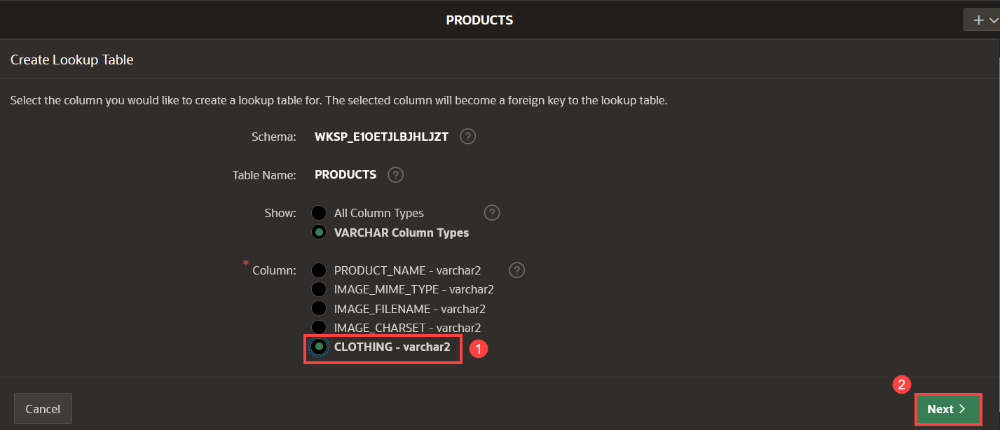 PRODUCTS
Create Lookup Table
Select the column you would like to create a lookup table for. The selected column will become a foreign key to the lookup table.
Schema: WKSP_E1OETJLBJHLJZT ?
Table Name: PRODUCTS ?
Show: All Column Types ?
VARCHAR Column Types
* Column: PRODUCT_NAME - varchar2 ?
IMAGE_MIME_TYPE - varchar2
IMAGE_FILENAME - varchar2
IMAGE_CHARSET - varchar2
CLOTHING - varchar2 1
2
Cancel Next >